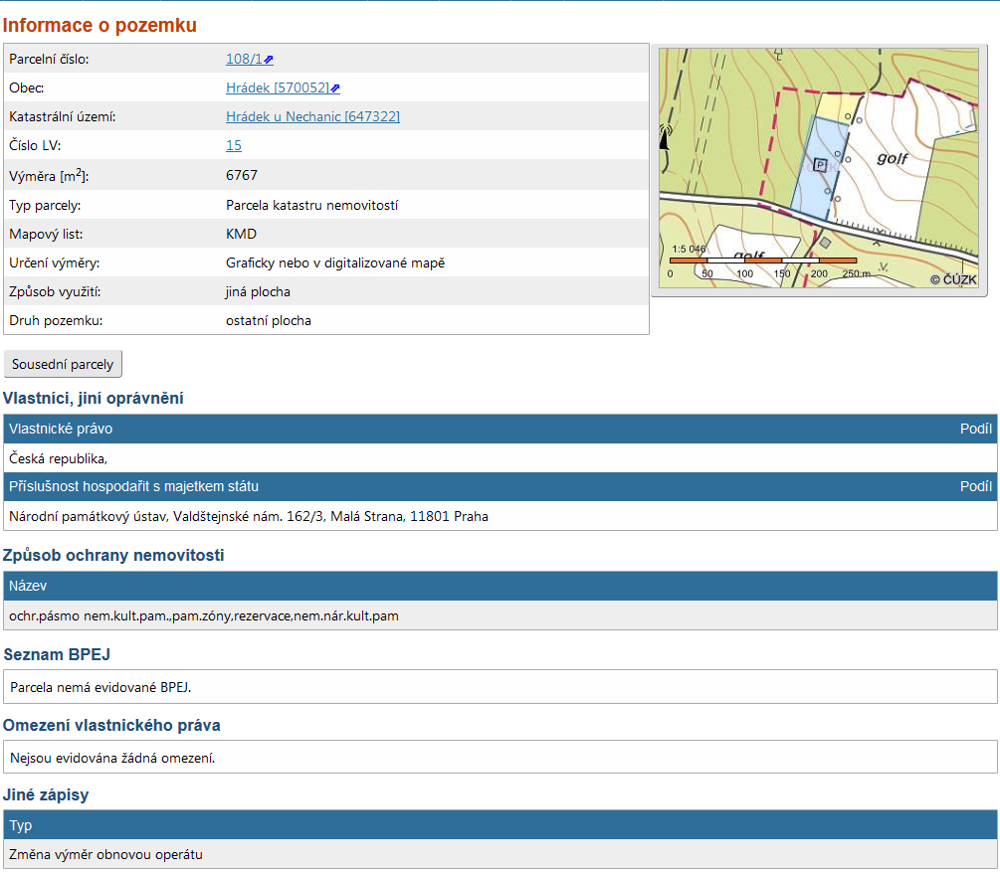 Informace o pozemku
Parcelní číslo: 108/1
Obec: Hrádek [570052]
Katastrální území: Hrádek u Nechanic [647322]
Číslo LV: 15
Výměra [m2]: 6767
Typ parcely: Parcela katastru nemovitostí
Mapový list: KMD
Určení výměry: Graficky nebo v digitalizované mapě
Způsob využití: jiná plocha
Druh pozemku: ostatní plocha
golf
P
1:5 046
golf
0 50 100 150 200 250 m
© ČÚZK
Sousední parcely
Vlastníci, jiní oprávnění
Vlastnické právo Podíl
Česká republika,
Příslušnost hospodařit s majetkem státu Podíl
Národní památkový ústav, Valdštejnské nám. 162/3, Malá Strana, 11801 Praha
Způsob ochrany nemovitosti
Název
ochr.pásmo nem.kult.pam.,pam.zóny,rezervace,nem.nár.kult.pam
Seznam BPEJ
Parcela nemá evidované BPEJ.
Omezení vlastnického práva
Nejsou evidována žádná omezení.
Jiné zápisy
Typ
Změna výměr obnovou operátu